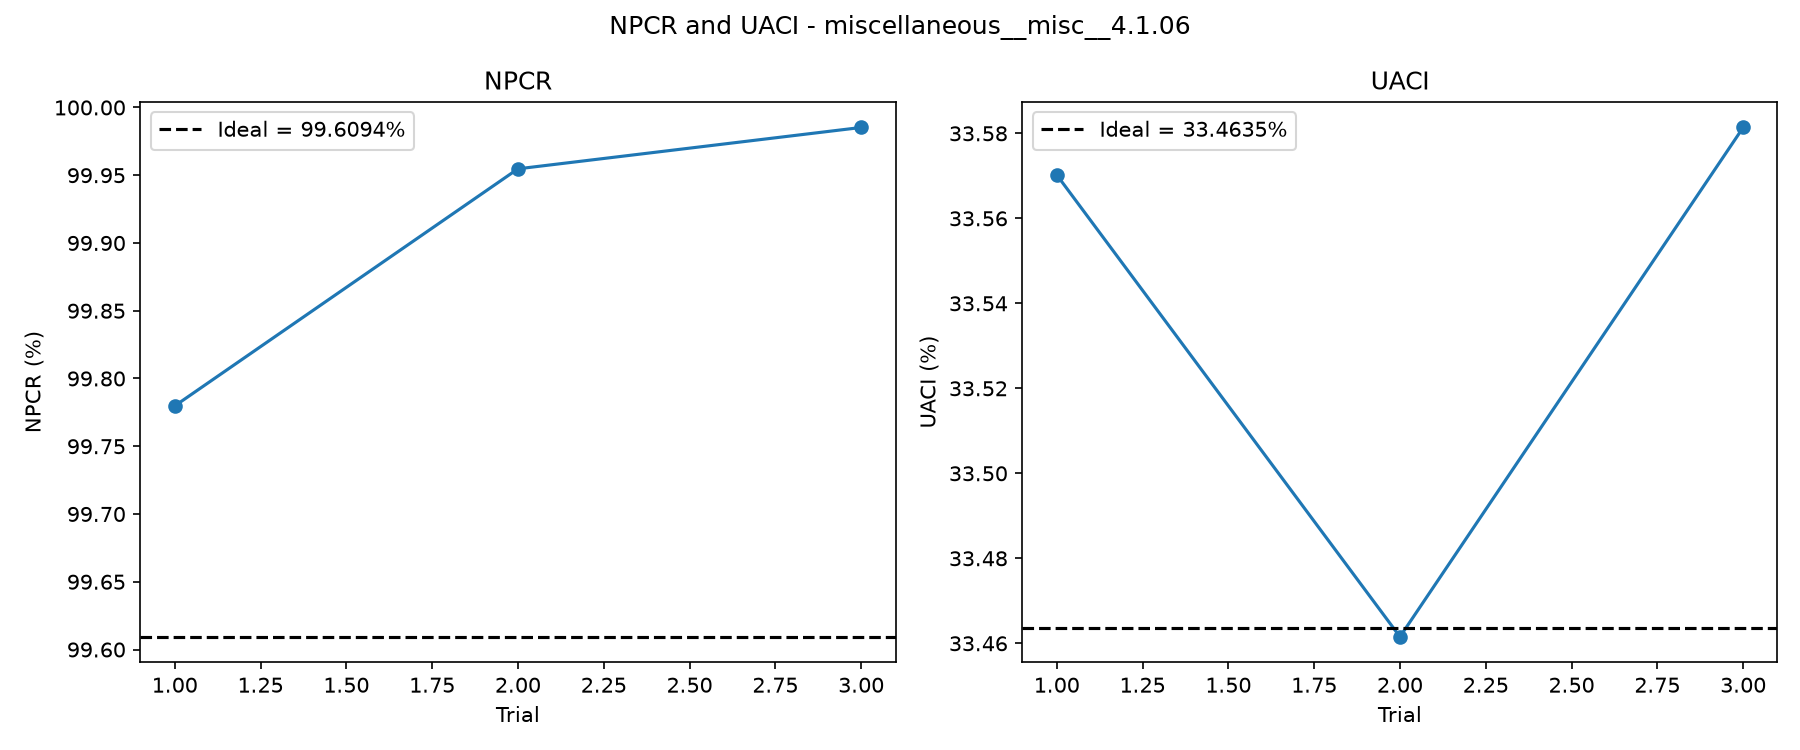 NPCR and UACI - miscellaneous__misc__4.1.06
NPCR
Ideal = 99.6094%
NPCR (%)
100.00
99.95
99.90
99.85
99.80
99.75
99.70
99.65
99.60
1.00 1.25 1.50 1.75 2.00 2.25 2.50 2.75 3.00
Trial
UACI
Ideal = 33.4635%
UACI (%)
33.58
33.56
33.54
33.52
33.50
33.48
33.46
1.00 1.25 1.50 1.75 2.00 2.25 2.50 2.75 3.00
Trial